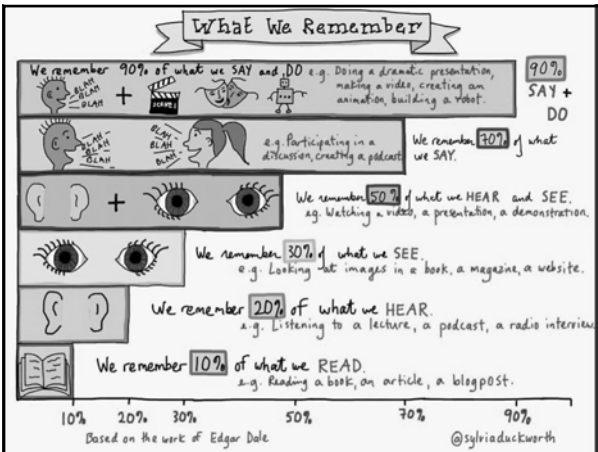 What We Remember
We remember 90% of what we SAY and DO e.g. Doing a dramatic presentation,
making a video, creating an
animation, building a robot.
BLAH
BLAH
BLAH
SCENE 1
90%
SAY +
DO
BLAH
BLAH
BLAH
BLAH
BLAH
BLAH
e.g. Participating in a
discussion, creating a podcast
We remember 70% of what
we SAY.
We remember 50% of what we HEAR and SEE.
e.g. Watching a video, a presentation, a demonstration.
We remember 30% of what we SEE.
e.g. Looking at images in a book, a magazine, a website.
We remember 20% of what we HEAR.
e.g. Listening to a lecture, a podcast, a radio interview
We remember 10% of what we READ.
e.g. Reading a book, an article, a blogpost.
10% 20% 30% 50% 70% 90%
Based on the work of Edgar Dale @sylviaduckworth